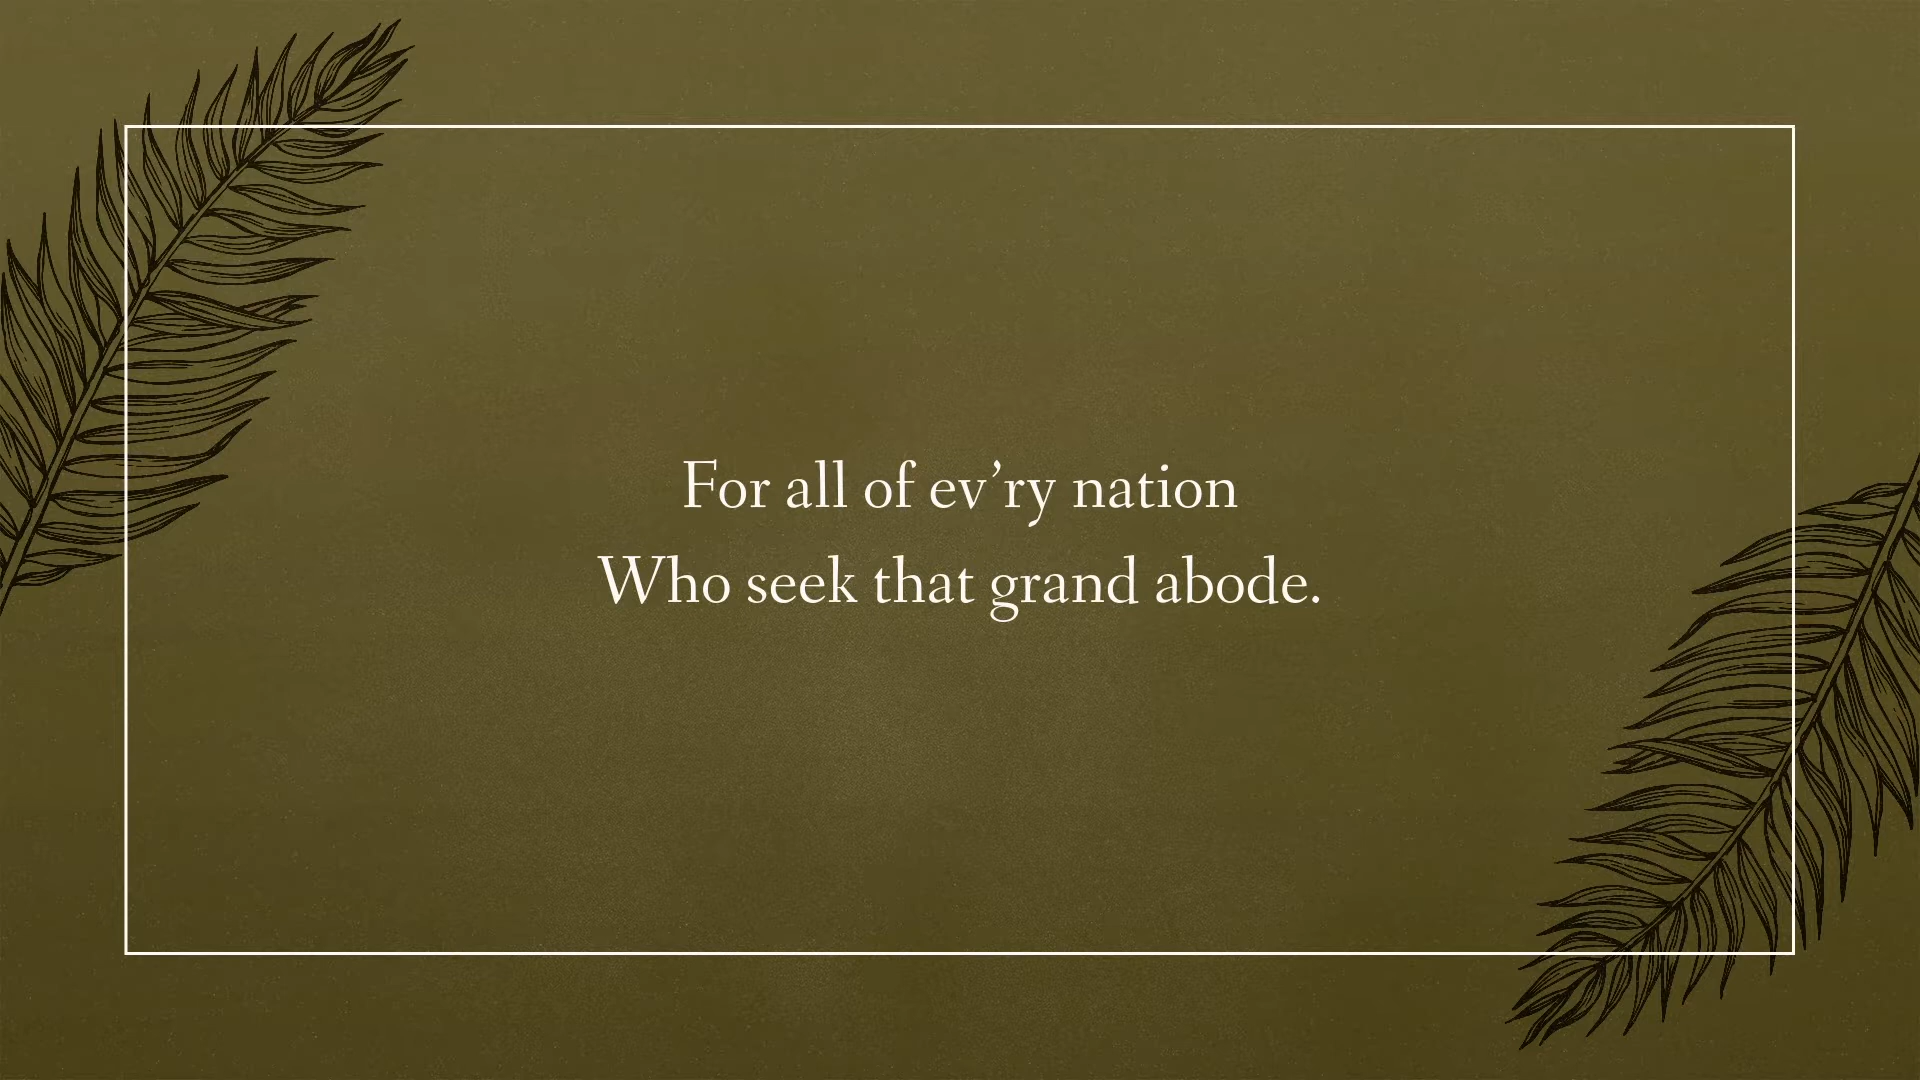 For all of ev’ry nation
Who seek that grand abode.